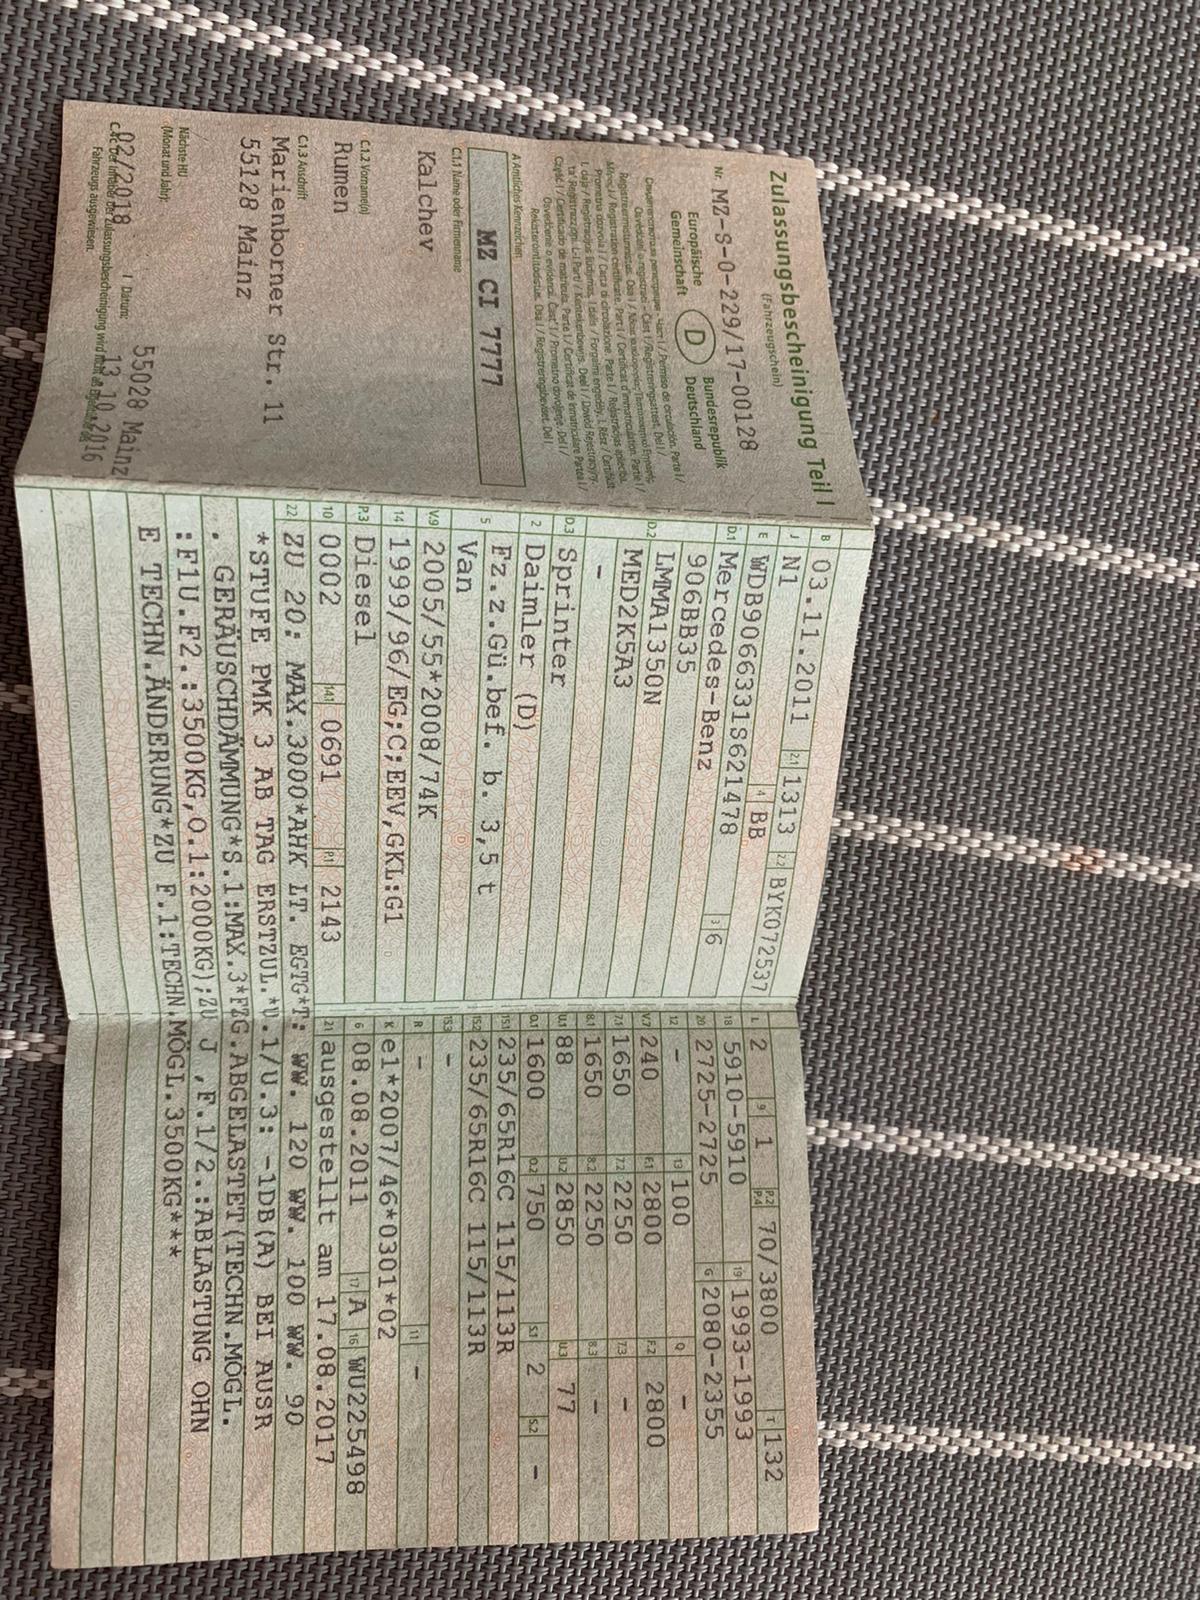 Zulassungsbescheinigung Teil I
(Fahrzeugschein)
Nr. MZ-S-0-229/17-00128
Europäische Gemeinschaft D Bundesrepublik Deutschland
Osvědčení o registraci - Část I / Registreringsattest. Del I /
Registreerimistunnistus. Osa I /
/ Registration certificate. Part I / Certificat d'immatriculation. Partie I /
Prometna dozvola I / Carta di circolazione. Parte I / Registrācijas apliecība.
I. daļa / Registracijos liudijimas. I dalis / Forgalmi engedély. I. Rész / Ċertifikat
ta' Reġistrazzjoni. L-I Parti / Kentekenbewijs. Deel I / Dowód Rejestracyjny.
Część I / Certificado de matrícula. Parte I / Certificat de înmatriculare Partea I /
Osvedčenie o evidencii. Časť I / Prometno dovoljenje. Del I /
Rekisteröintitodistus. Osa I / Registreringsbeviset. Del I
A Amtliches Kennzeichen
MZ CI 7777
C.1.1 Name oder Firmenname
Kalchev
C.1.2 Vorname(n)
Rumen
C.1.3 Anschrift
Marienborner Str. 11
55128 Mainz
Nächste HU
(Monat und Jahr):
02/2018 I Datum: 55028 Mainz
13.10.2016
C.4c Der Inhaber der Zulassungsbescheinigung wird nicht als Eigentümer des
Fahrzeugs ausgewiesen.
B 03.11.2011 2.1 1313 2.2 BYK072537
J N1 4 BB
E WDB9066331S621478 3 6
D.1 Mercedes-Benz
906BB35
D.2 LMMA1350N
MED2K5A3
-
D.3 Sprinter
2 Daimler (D)
5 Fz.z.Gü.bef. b. 3,5 t
Van
V.9 2005/55*2008/74K
14 1999/96/EG;C;EEV,GKL:G1
P.3 Diesel
10 0002 14.1 0691 P.1 2143
L 2 9 1 P.2 P.4 70/3800 T 132
18 5910-5910 19 1993-1993
20 2725-2725 G 2080-2355
12 - 13 100 Q -
V.7 240 F.1 2800 F.2 2800
7.1 1650 7.2 2250 7.3 -
8.1 1650 8.2 2250 8.3 -
U.1 88 U.2 2850 U.3 77
O.1 1600 O.2 750 S.1 2 S.2 -
15.1 235/65R16C 115/113R
15.2 235/65R16C 115/113R
15.3 -
R - 11 -
K e1*2007/46*0301*02
6 08.08.2011 17 A 16 WU225498
21 ausgestellt am 17.08.2017
22 ZU 20: MAX.3000*AHK LT. EGTG*T: WW. 120 WW. 100 WW. 90
*STUFE PMK 3 AB TAG ERSTZUL.*U.1/U.3: -1DB(A) BEI AUSR
. GERÄUSCHDÄMMUNG*S.1:MAX.3*FZG.ABGELASTET(TECHN.MÖGL.
:F1U.F2.:3500KG,O.1:2000KG);ZU J ,F.1/2.:ABLASTUNG OHN
E TECHN.ÄNDERUNG*ZU F.1:TECHN.MÖGL.3500KG***